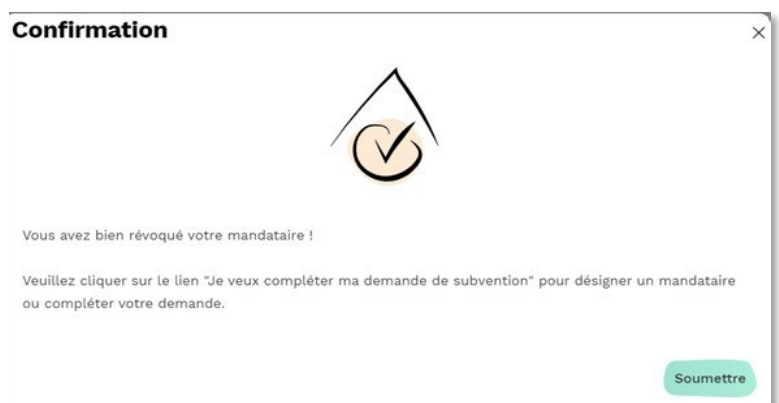 Confirmation
Vous avez bien révoqué votre mandataire !
Veuillez cliquer sur le lien "Je veux compléter ma demande de subvention" pour désigner un mandataire
ou compléter votre demande.
Soumettre